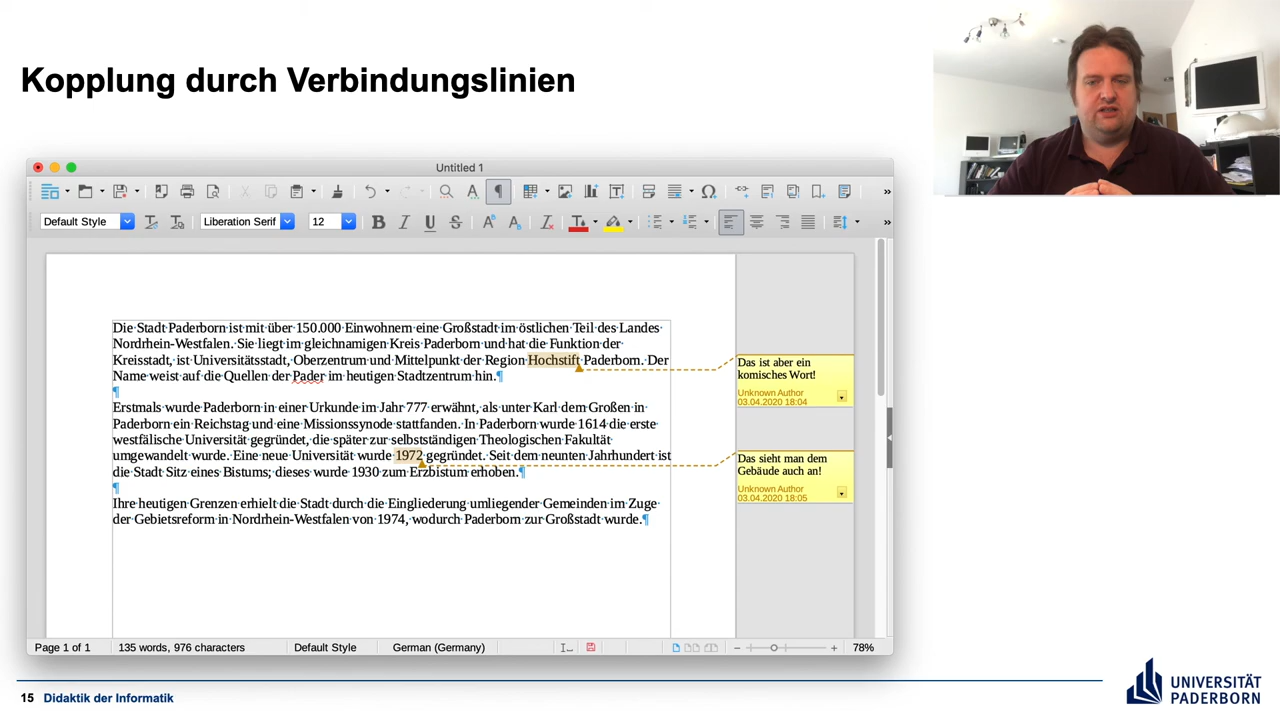 Kopplung durch Verbindungslinien
Untitled 1
Default Style
Liberation Serif
12
Die Stadt Paderborn ist mit über 150.000 Einwohnern eine Großstadt im östlichen Teil des Landes
Nordrhein-Westfalen. Sie liegt im gleichnamigen Kreis Paderborn und hat die Funktion der
Kreisstadt, ist Universitätsstadt, Oberzentrum und Mittelpunkt der Region Hochstift Paderborn. Der
Name weist auf die Quellen der Pader im heutigen Stadtzentrum hin.¶
¶
Erstmals wurde Paderborn in einer Urkunde im Jahr 777 erwähnt, als unter Karl dem Großen in
Paderborn ein Reichstag und eine Missionssynode stattfanden. In Paderborn wurde 1614 die erste
westfälische Universität gegründet, die später zur selbstständigen Theologischen Fakultät
umgewandelt wurde. Eine neue Universität wurde 1972 gegründet. Seit dem neunten Jahrhundert ist
die Stadt Sitz eines Bistums; dieses wurde 1930 zum Erzbistum erhoben.¶
¶
Ihre heutigen Grenzen erhielt die Stadt durch die Eingliederung umliegender Gemeinden im Zuge
der Gebietsreform in Nordrhein-Westfalen von 1974, wodurch Paderborn zur Großstadt wurde.¶
Das ist aber ein
komisches Wort!
Unknown Author
03.04.2020 18:04
Das sieht man dem
Gebäude auch an!
Unknown Author
03.04.2020 18:05
Page 1 of 1
135 words, 976 characters
Default Style
German (Germany)
78%
15 Didaktik der Informatik
UNIVERSITÄT
PADERBORN